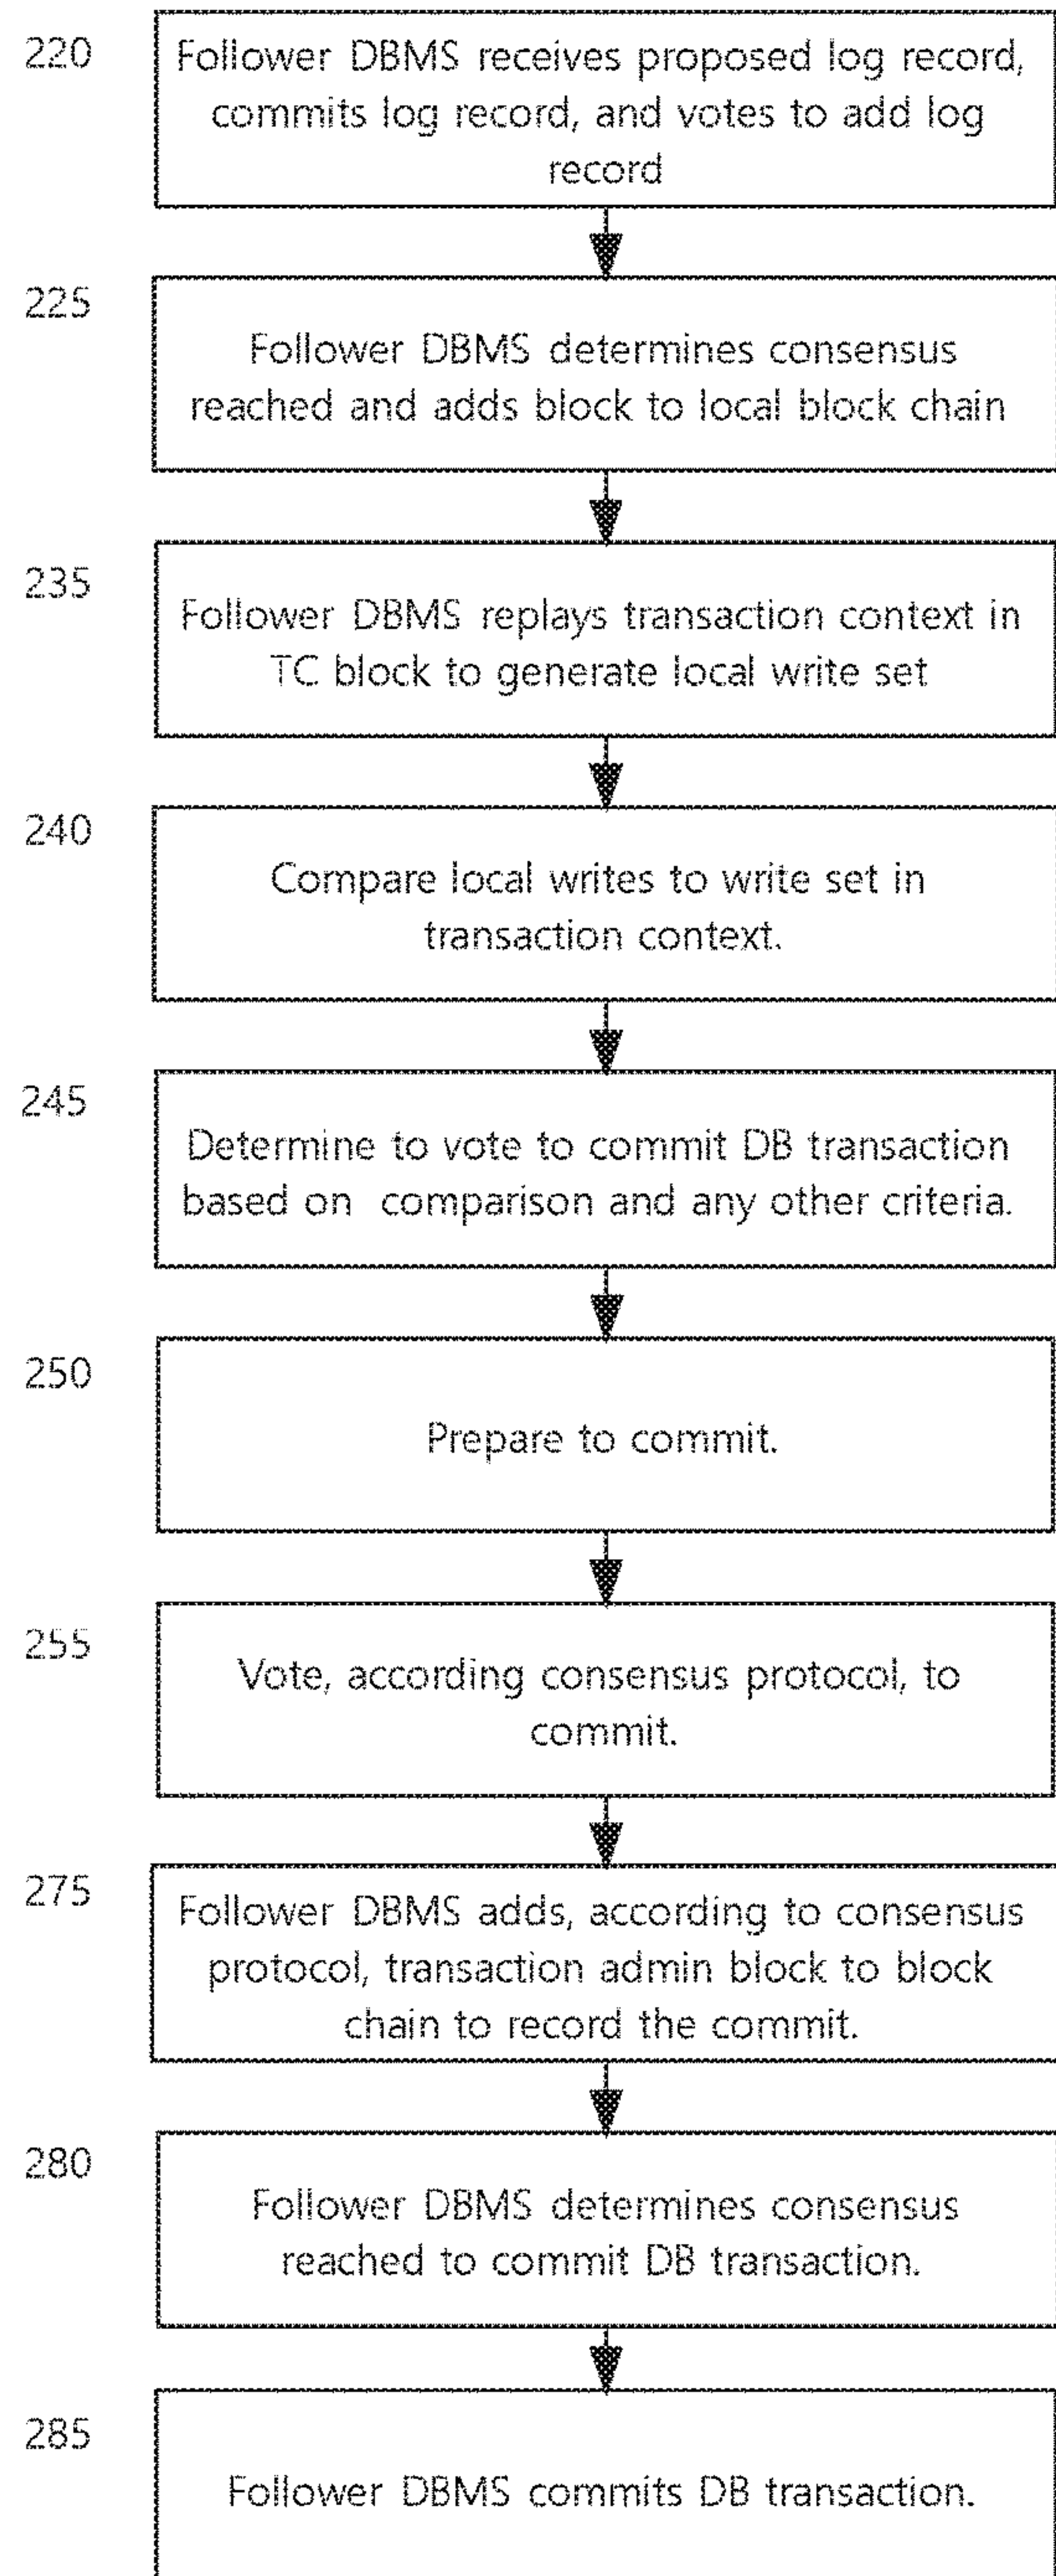 220
Follower DBMS receives proposed log record,
commits log record, and votes to add log
record
225
Follower DBMS determines consensus
reached and adds block to local block chain
235
Follower DBMS replays transaction context in
TC block to generate local write set
240
Compare local writes to write set in
transaction context.
245
Determine to vote to commit DB transaction
based on comparison and any other criteria.
250
Prepare to commit.
255
Vote, according consensus protocol, to
commit.
275
Follower DBMS adds, according to consensus
protocol, transaction admin block to block
chain to record the commit.
280
Follower DBMS determines consensus
reached to commit DB transaction.
285
Follower DBMS commits DB transaction.